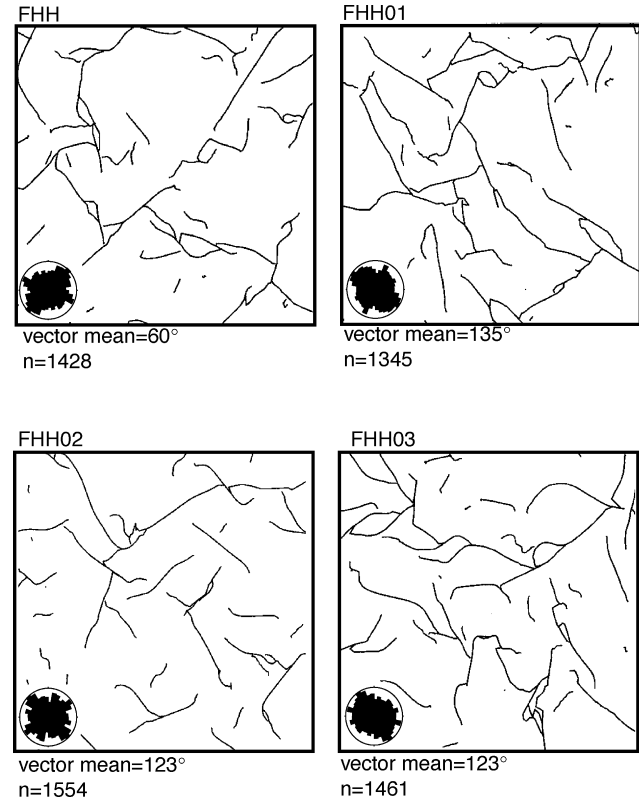 FHH
vector mean=60°
n=1428
FHH01
vector mean=135°
n=1345
FHH02
vector mean=123°
n=1554
FHH03
vector mean=123°
n=1461